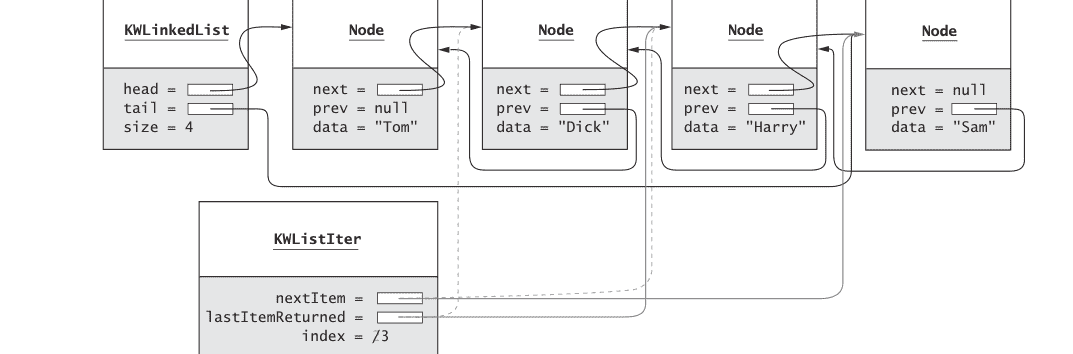 KWLinkedList
head =
tail =
size = 4
Node
next =
prev = null
data = "Tom"
Node
next =
prev =
data = "Dick"
Node
next =
prev =
data = "Harry"
Node
next = null
prev =
data = "Sam"
KWListIter
nextItem =
lastItemReturned =
index = 3